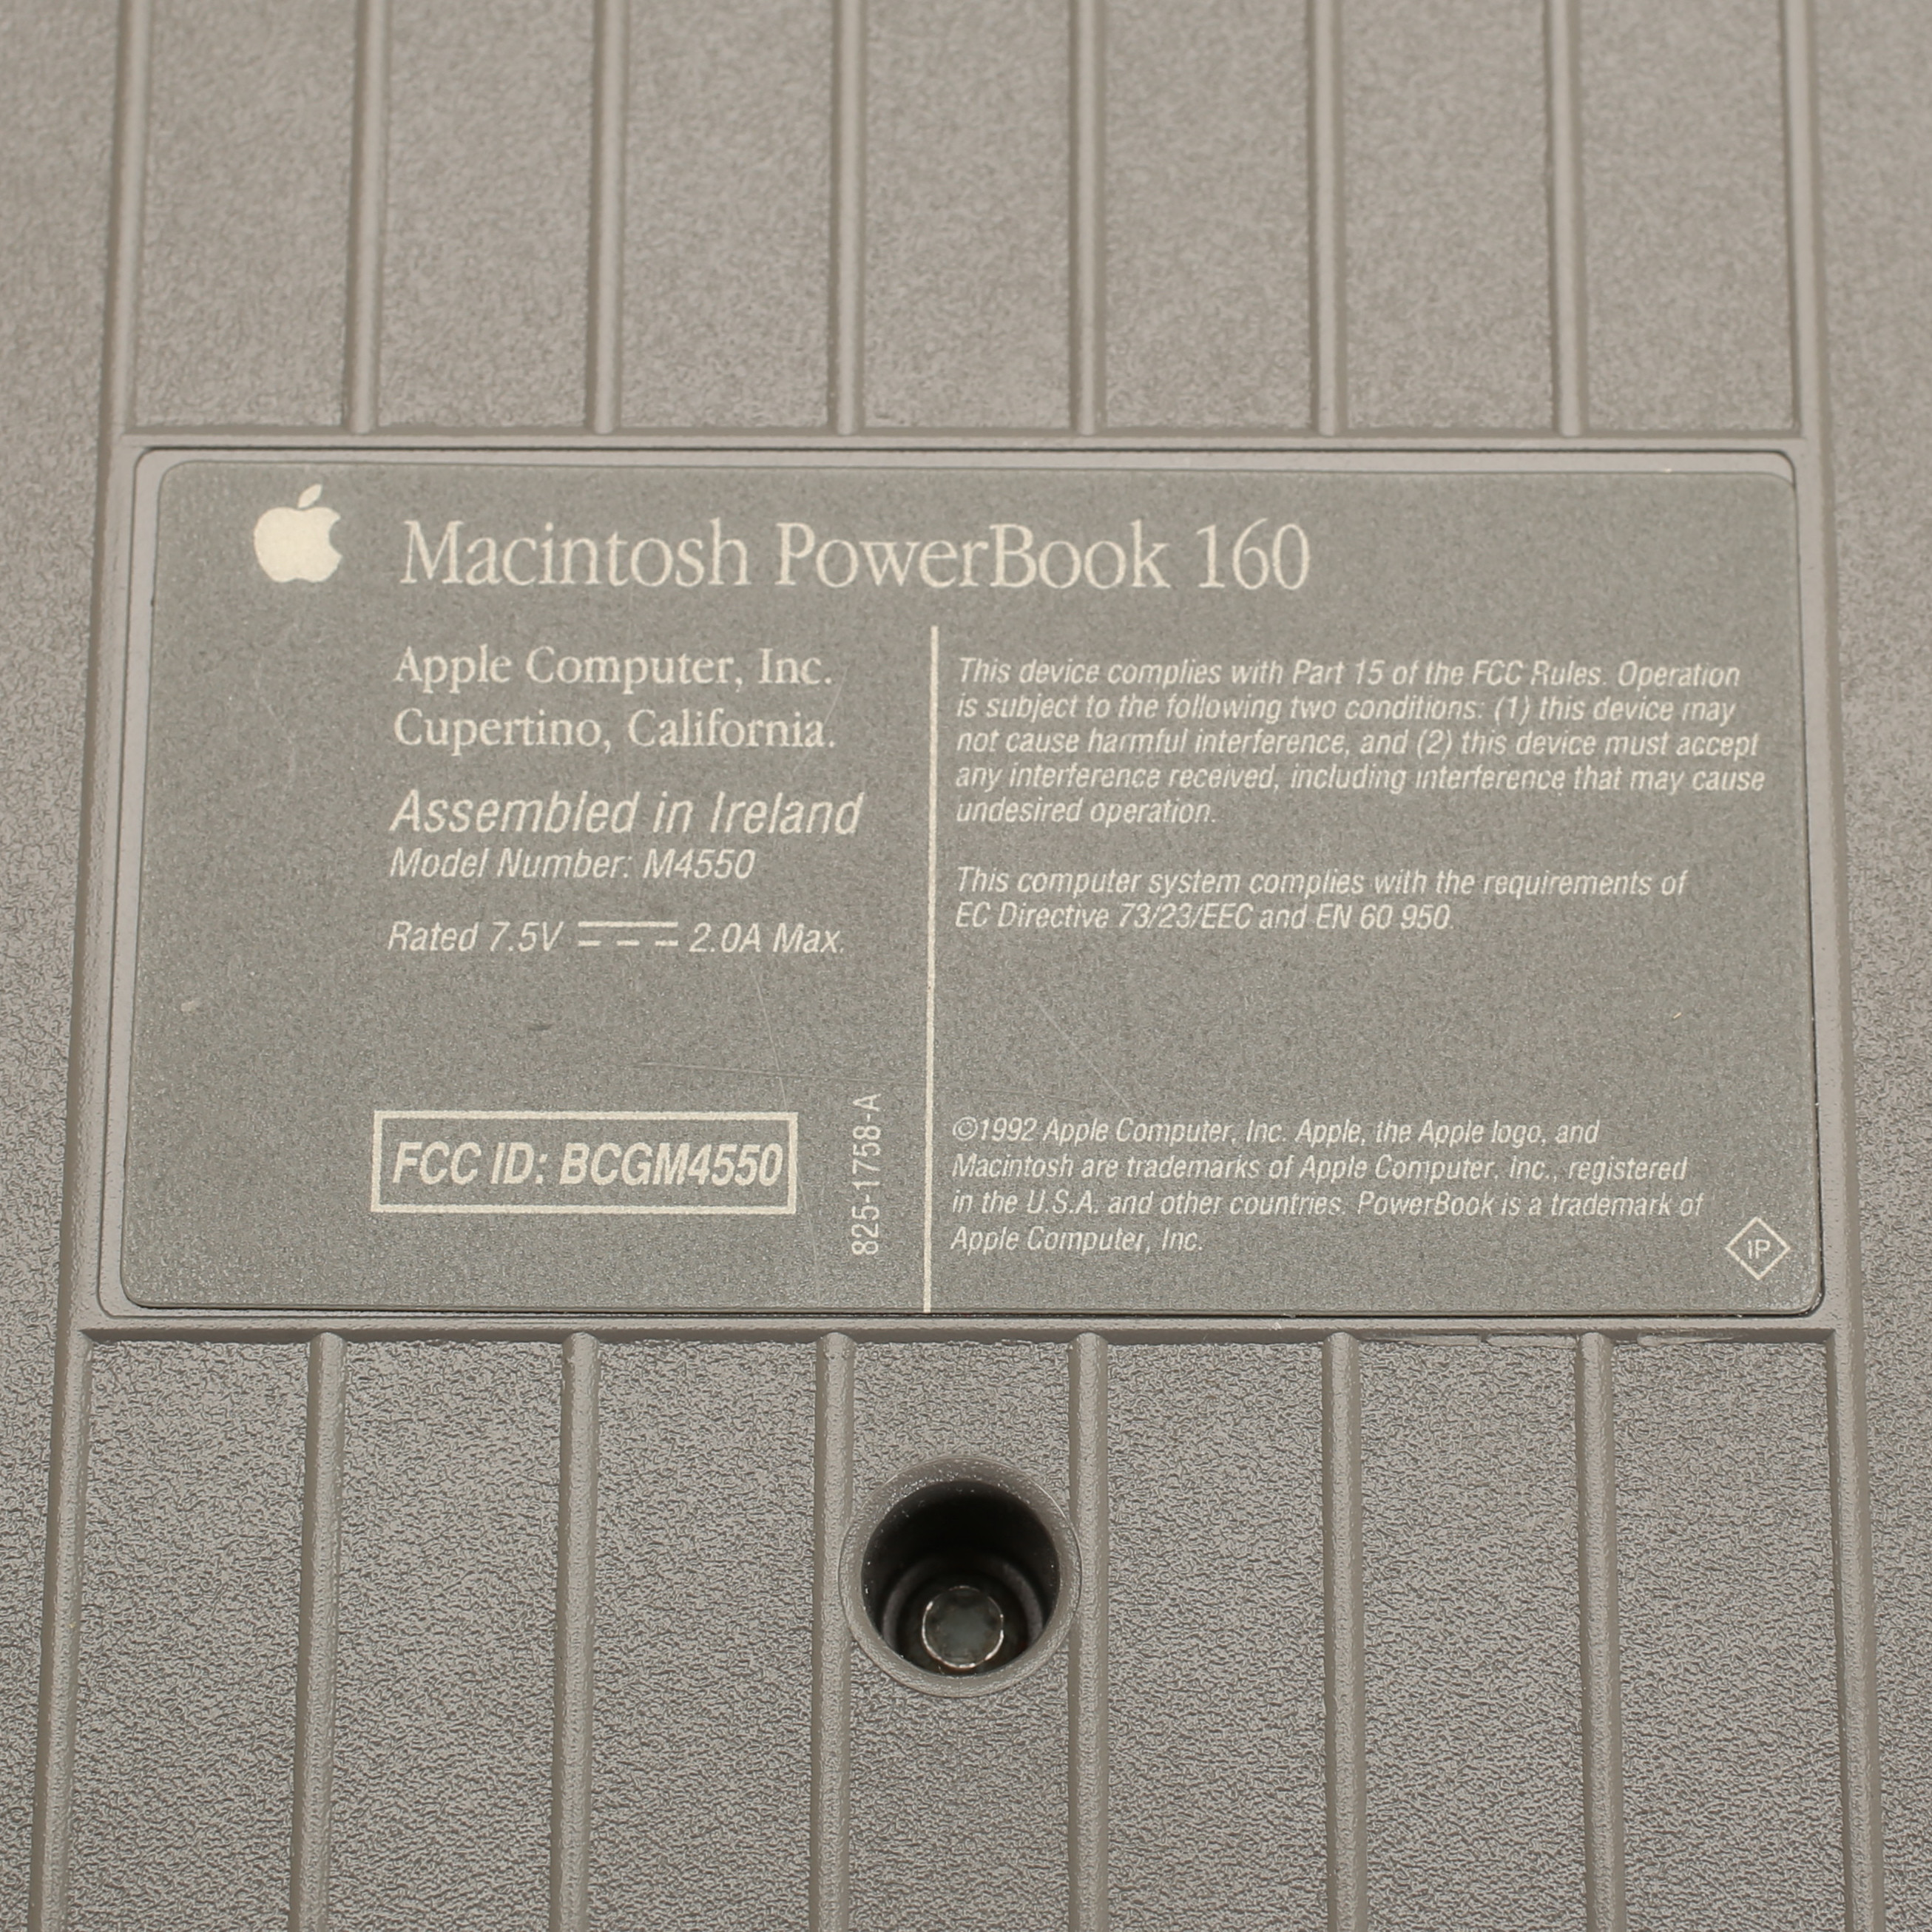 Macintosh PowerBook 160
Apple Computer, Inc.
Cupertino, California.
Assembled in Ireland
Model Number: M4550
Rated 7.5V 2.0A Max.
FCC ID: BCGM4550
825-1758-A
This device complies with Part 15 of the FCC Rules. Operation
is subject to the following two conditions: (1) this device may
not cause harmful interference, and (2) this device must accept
any interference received, including interference that may cause
undesired operation.
This computer system complies with the requirements of
EC Directive 73/23/EEC and EN 60 950.
©1992 Apple Computer, Inc. Apple, the Apple logo, and
Macintosh are trademarks of Apple Computer, Inc., registered
in the U.S.A. and other countries. PowerBook is a trademark of
Apple Computer, Inc.
IP